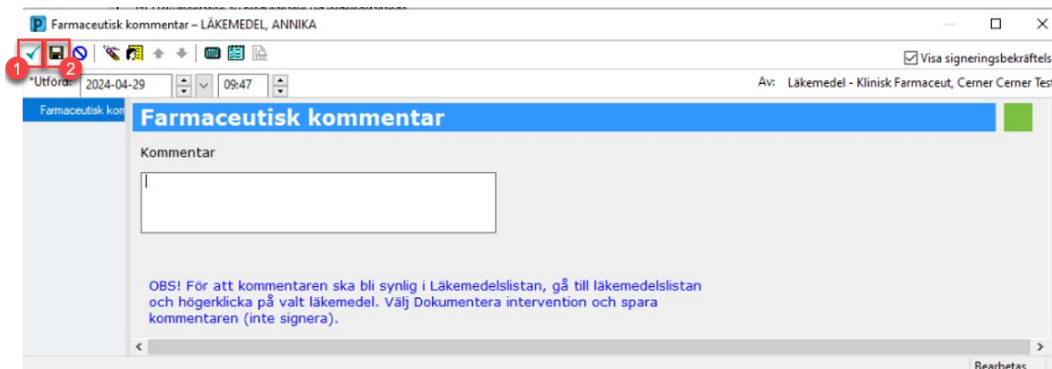 Farmaceutisk kommentar – LÄKEMEDEL, ANNIKA
1 2
Visa signeringsbekräftels
*Utförd: 2024-04-29 09:47 Av: Läkemedel - Klinisk Farmaceut, Cerner Cerner Test
Farmaceutisk kom
Farmaceutisk kommentar
Kommentar
OBS! För att kommentaren ska bli synlig i Läkemedelslistan, gå till läkemedelslistan
och högerklicka på valt läkemedel. Välj Dokumentera intervention och spara
kommentaren (inte signera).
Bearbetas